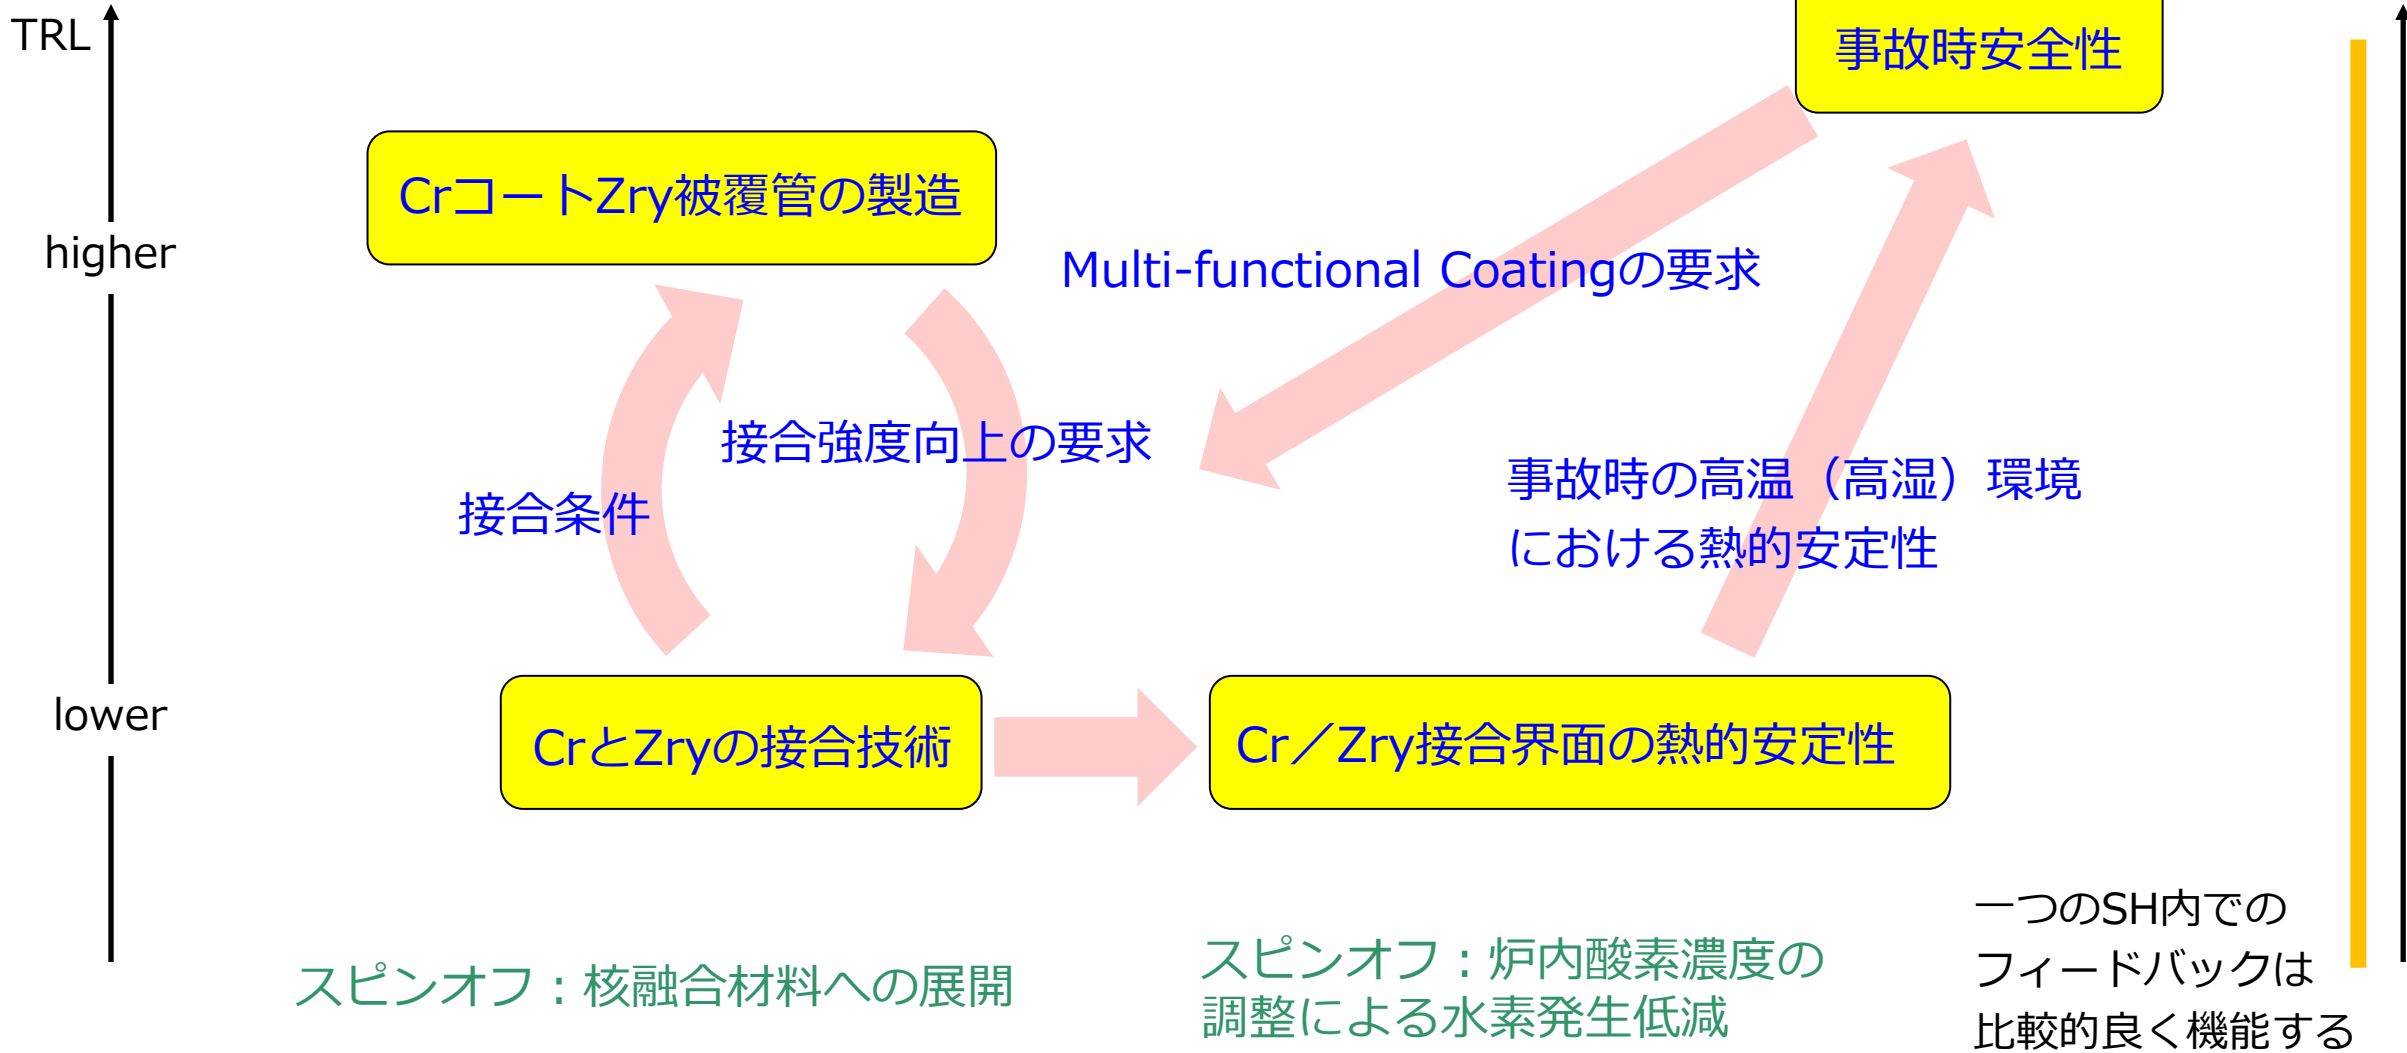 TRL
事故時安全性
CrコートZry被覆管の製造
higher
Multi-functional Coatingの要求
接合強度向上の要求
事故時の高温（高湿）環境
における熱的安定性
接合条件
lower
CrとZryの接合技術
Cr／Zry接合界面の熱的安定性
スピンオフ：核融合材料への展開
スピンオフ：炉内酸素濃度の
調整による水素発生低減
一つのSH内での
フィードバックは
比較的良く機能する